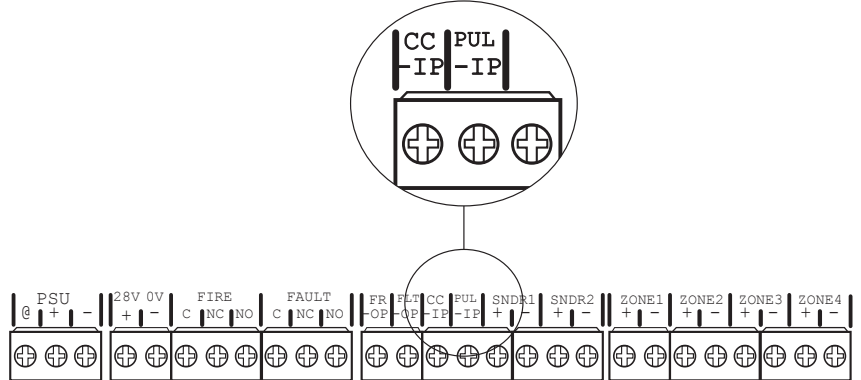 CC PUL
-IP -IP
PSU 28V 0V FIRE FAULT FR FLT CC PUL SNDR1 SNDR2 ZONE1 ZONE2 ZONE3 ZONE4
@ + - + - C NC NO C NC NO -OP -OP -IP -IP + - + - + - + - + - + -